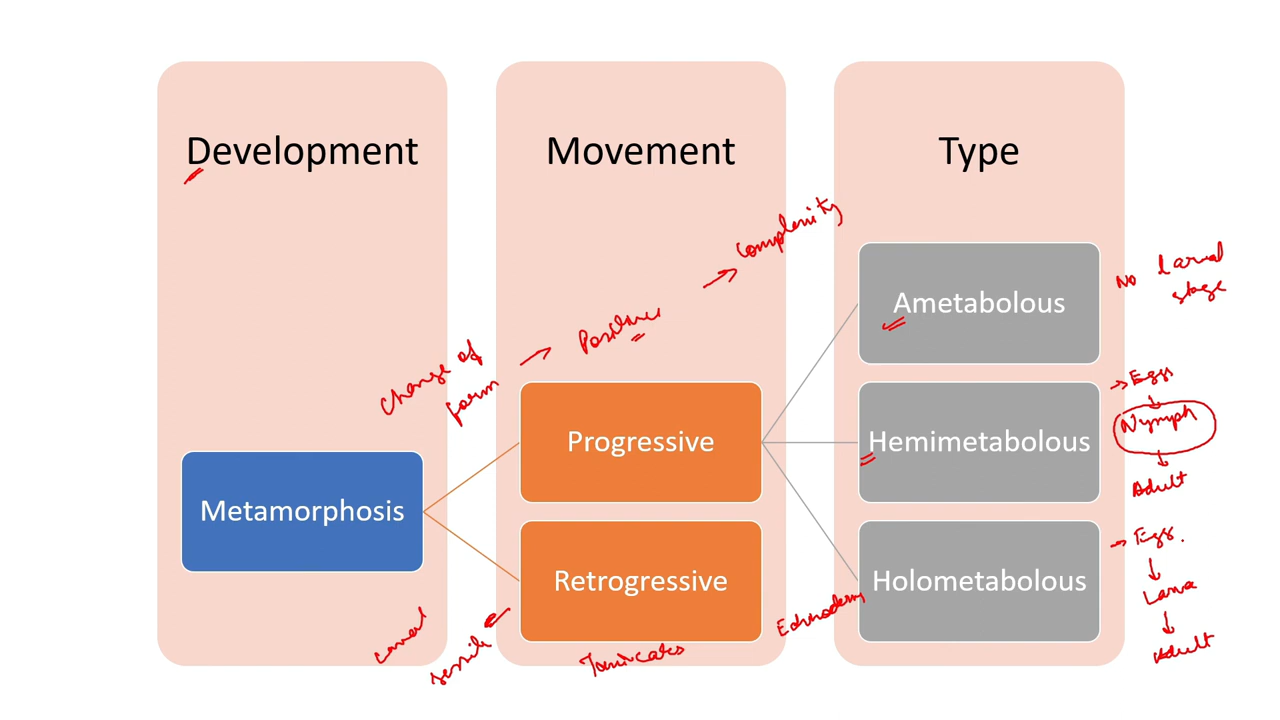 Development
Movement
Type
complexity
Ametabolous
No larval
stage
Positive
Change of
form
Progressive
Hemimetabolous
Eggs
Nymph
Adult
Metamorphosis
Retrogressive
Holometabolous
Eggs.
Larva
Adult
Echinoderms
sessile
Tunicates